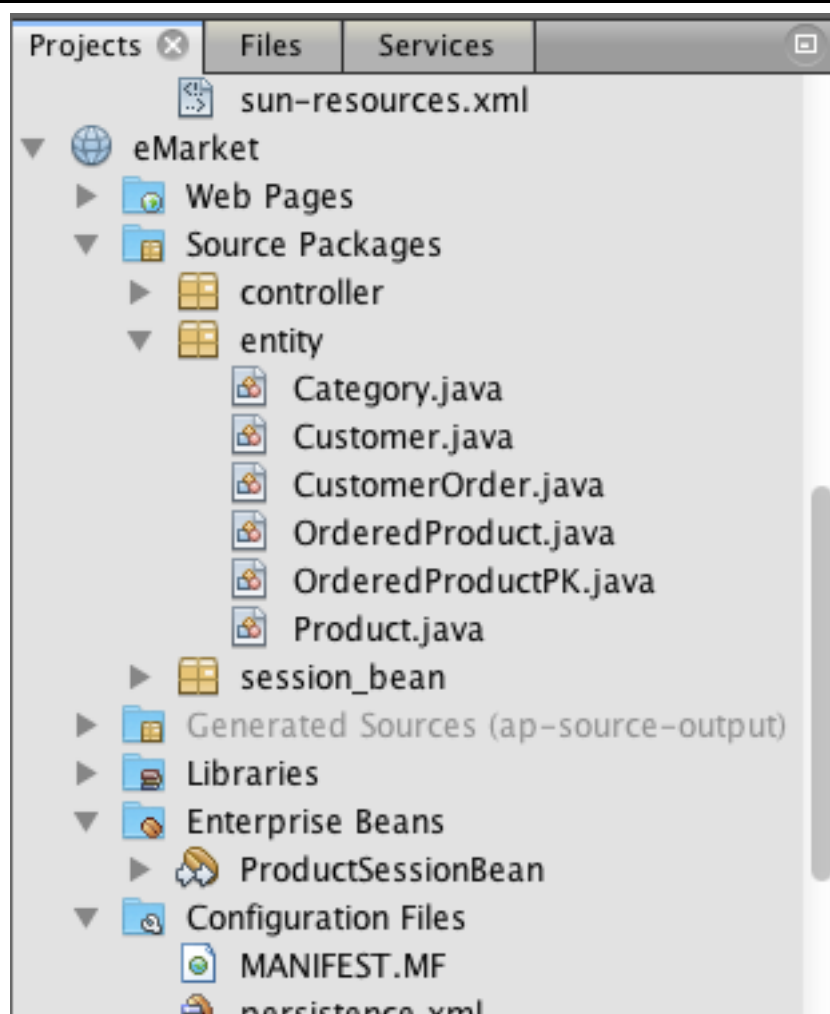 Projects Files Services
sun-resources.xml
eMarket
Web Pages
Source Packages
controller
entity
Category.java
Customer.java
CustomerOrder.java
OrderedProduct.java
OrderedProductPK.java
Product.java
session_bean
Generated Sources (ap-source-output)
Libraries
Enterprise Beans
ProductSessionBean
Configuration Files
MANIFEST.MF
persistence.xml